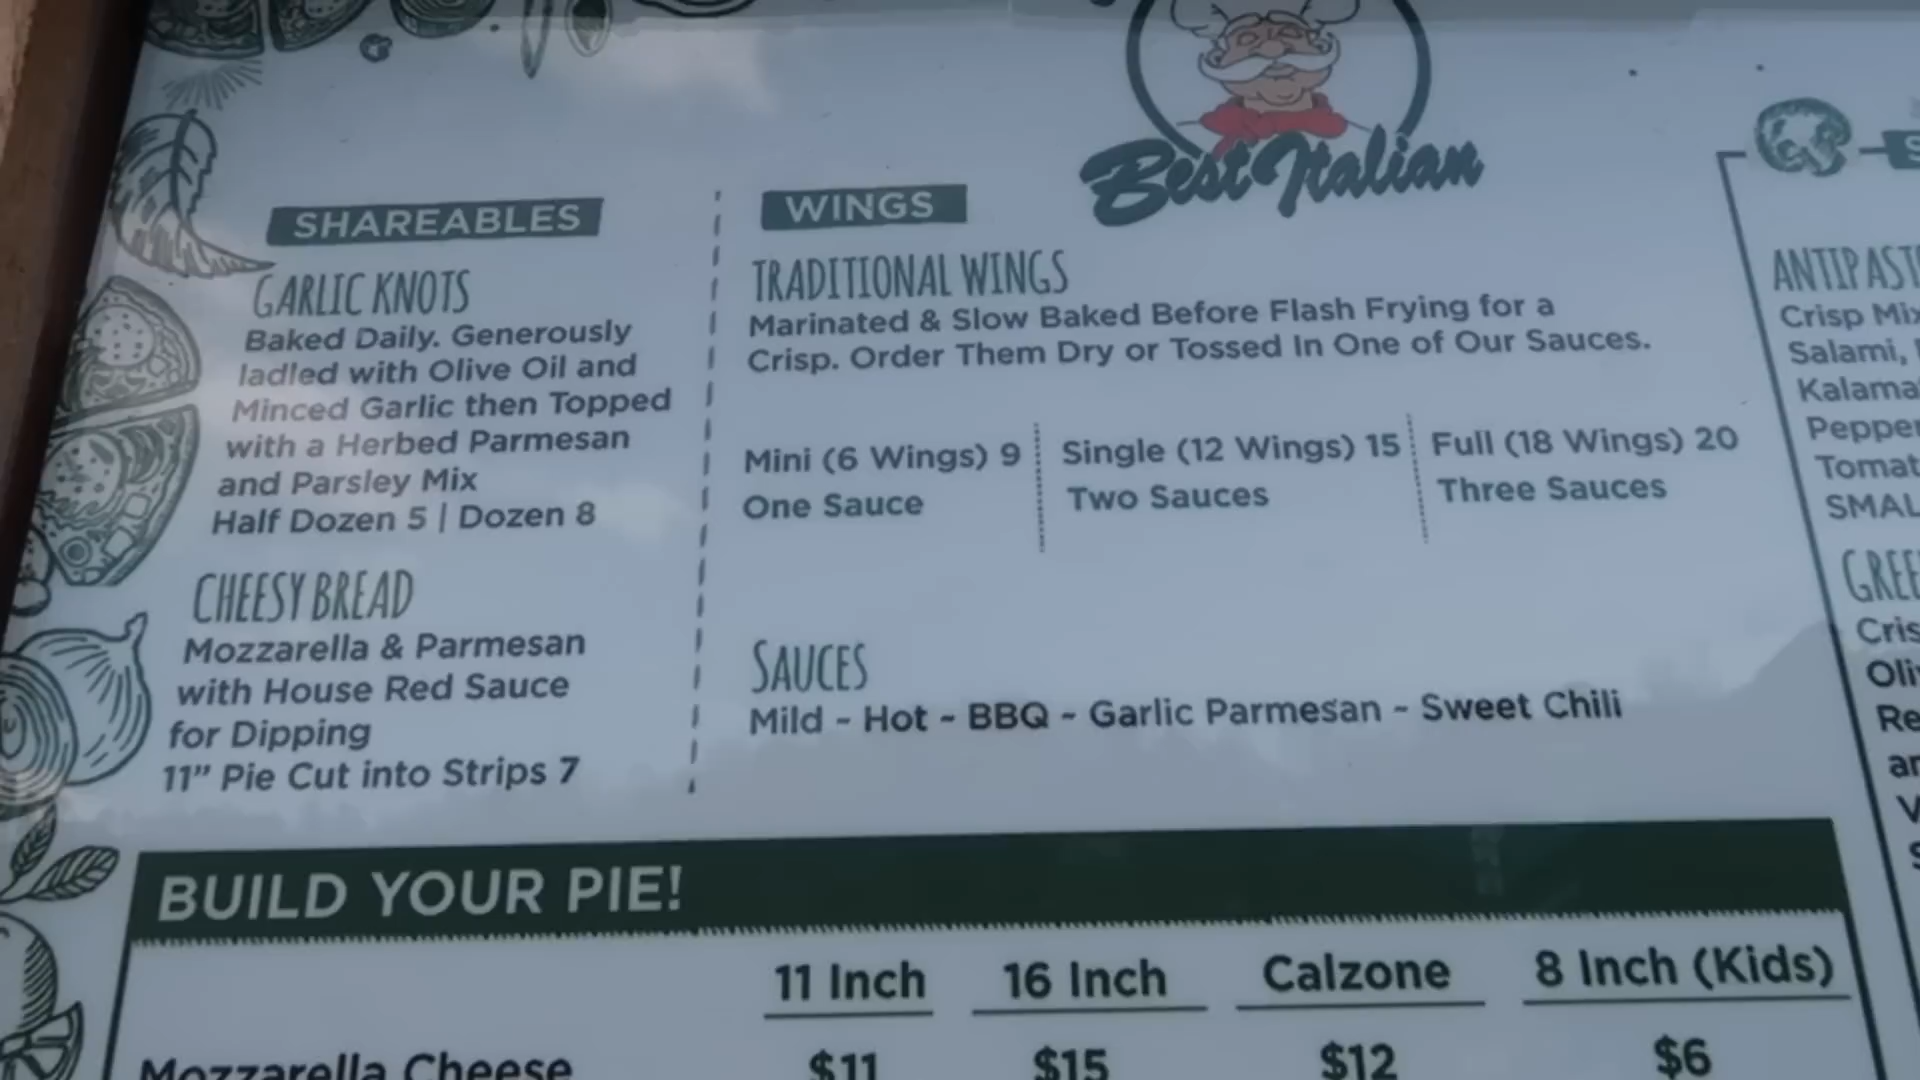 Best Italian
SHAREABLES
GARLIC KNOTS
Baked Daily. Generously
ladled with Olive Oil and
Minced Garlic then Topped
with a Herbed Parmesan
and Parsley Mix
Half Dozen 5 | Dozen 8
CHEESY BREAD
Mozzarella & Parmesan
with House Red Sauce
for Dipping
11” Pie Cut into Strips 7
WINGS
TRADITIONAL WINGS
Marinated & Slow Baked Before Flash Frying for a
Crisp. Order Them Dry or Tossed In One of Our Sauces.
Mini (6 Wings) 9
One Sauce
Single (12 Wings) 15
Two Sauces
Full (18 Wings) 20
Three Sauces
SAUCES
Mild ~ Hot ~ BBQ ~ Garlic Parmesan ~ Sweet Chili
ANTIPAST
Crisp Mix
Salami,
Kalama
Pepper
Tomat
SMAL
GREE
Cris
Oli
Re
an
BUILD YOUR PIE!
11 Inch 16 Inch Calzone 8 Inch (Kids)
Mozzarella Cheese $11 $15 $12 $6